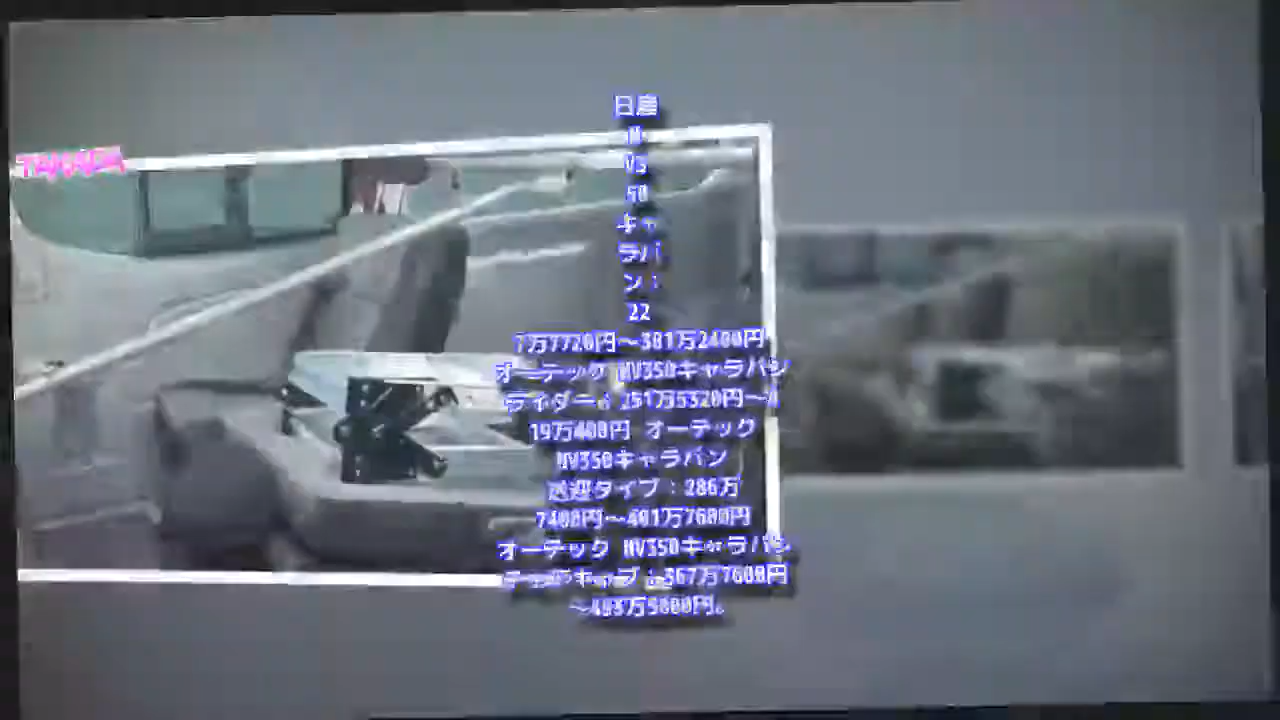 TAKATA
日産
N
V3
50
キャ
ラバ
ン：
22
7万7720円～381万2400円
オーテック NV350キャラバン
ライダー：251万5320円～4
19万400円 オーテック
NV350キャラバン
送迎タイプ：286万
7400円～401万7600円
オーテック NV350キャラバン
チェアキャブ：367万7600円
～493万5600円。